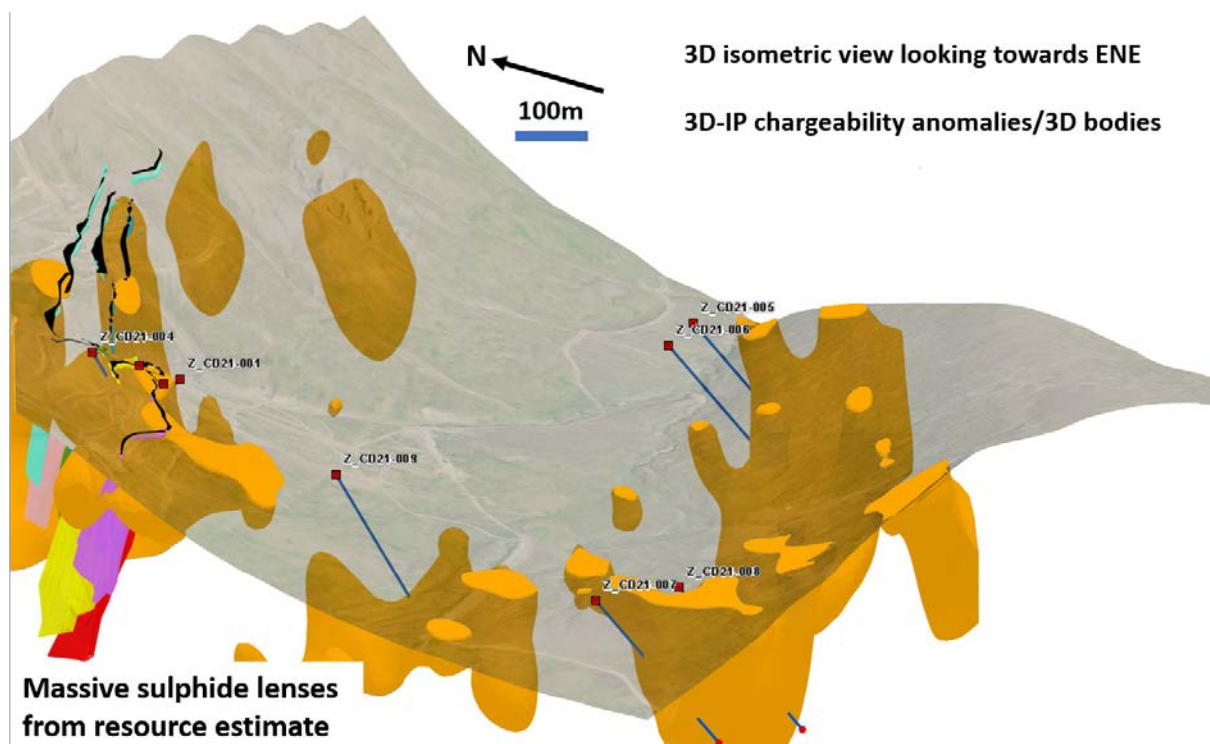 N
100m
3D isometric view looking towards ENE
3D-IP chargeability anomalies/3D bodies
Z_CD21-005
Z_CD21-006
Z_CD21-004
Z_CD21-001
Z_CD21-009
Z_CD21-008
Z_CD21-007
Massive sulphide lenses
from resource estimate